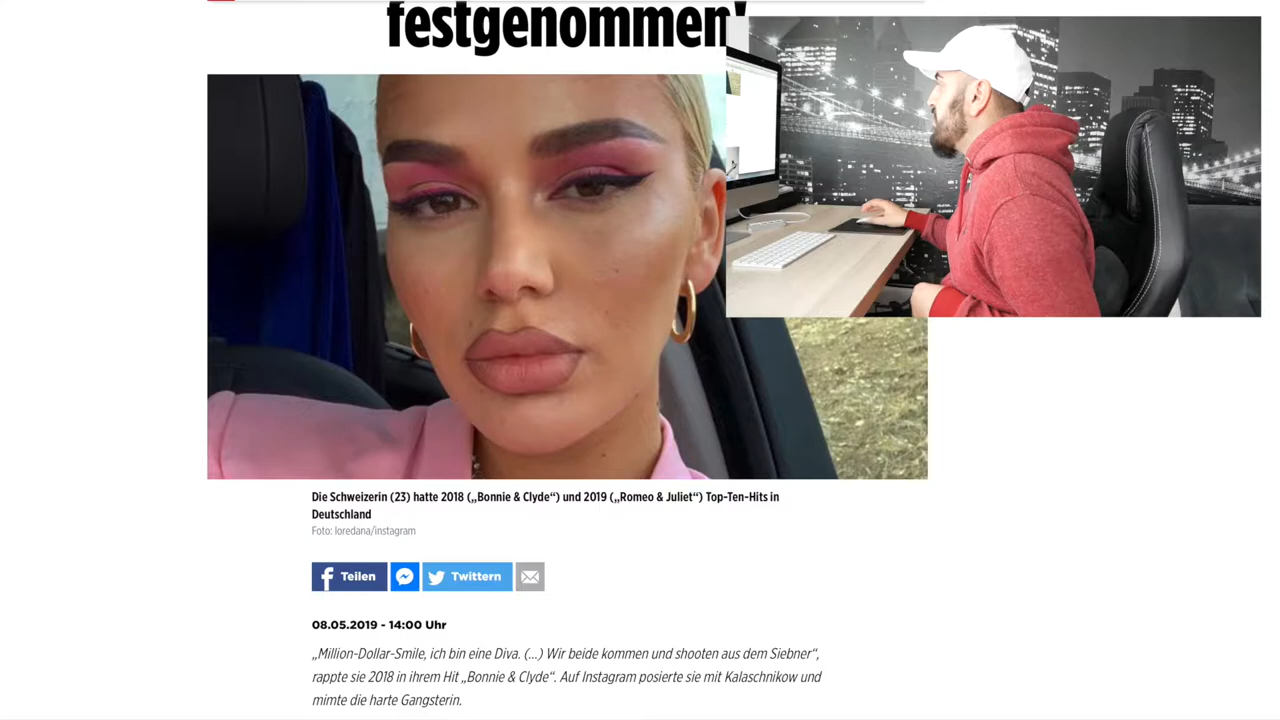 festgenommen!
Die Schweizerin (23) hatte 2018 („Bonnie & Clyde“) und 2019 („Romeo & Juliet“) Top-Ten-Hits in
Deutschland
Foto: loredana/instagram
Teilen
Twittern
08.05.2019 - 14:00 Uhr
„Million-Dollar-Smile, ich bin eine Diva. (...) Wir beide kommen und shooten aus dem Siebner“,
rappte sie 2018 in ihrem Hit „Bonnie & Clyde“. Auf Instagram posierte sie mit Kalaschnikow und
mimte die harte Gangsterin.